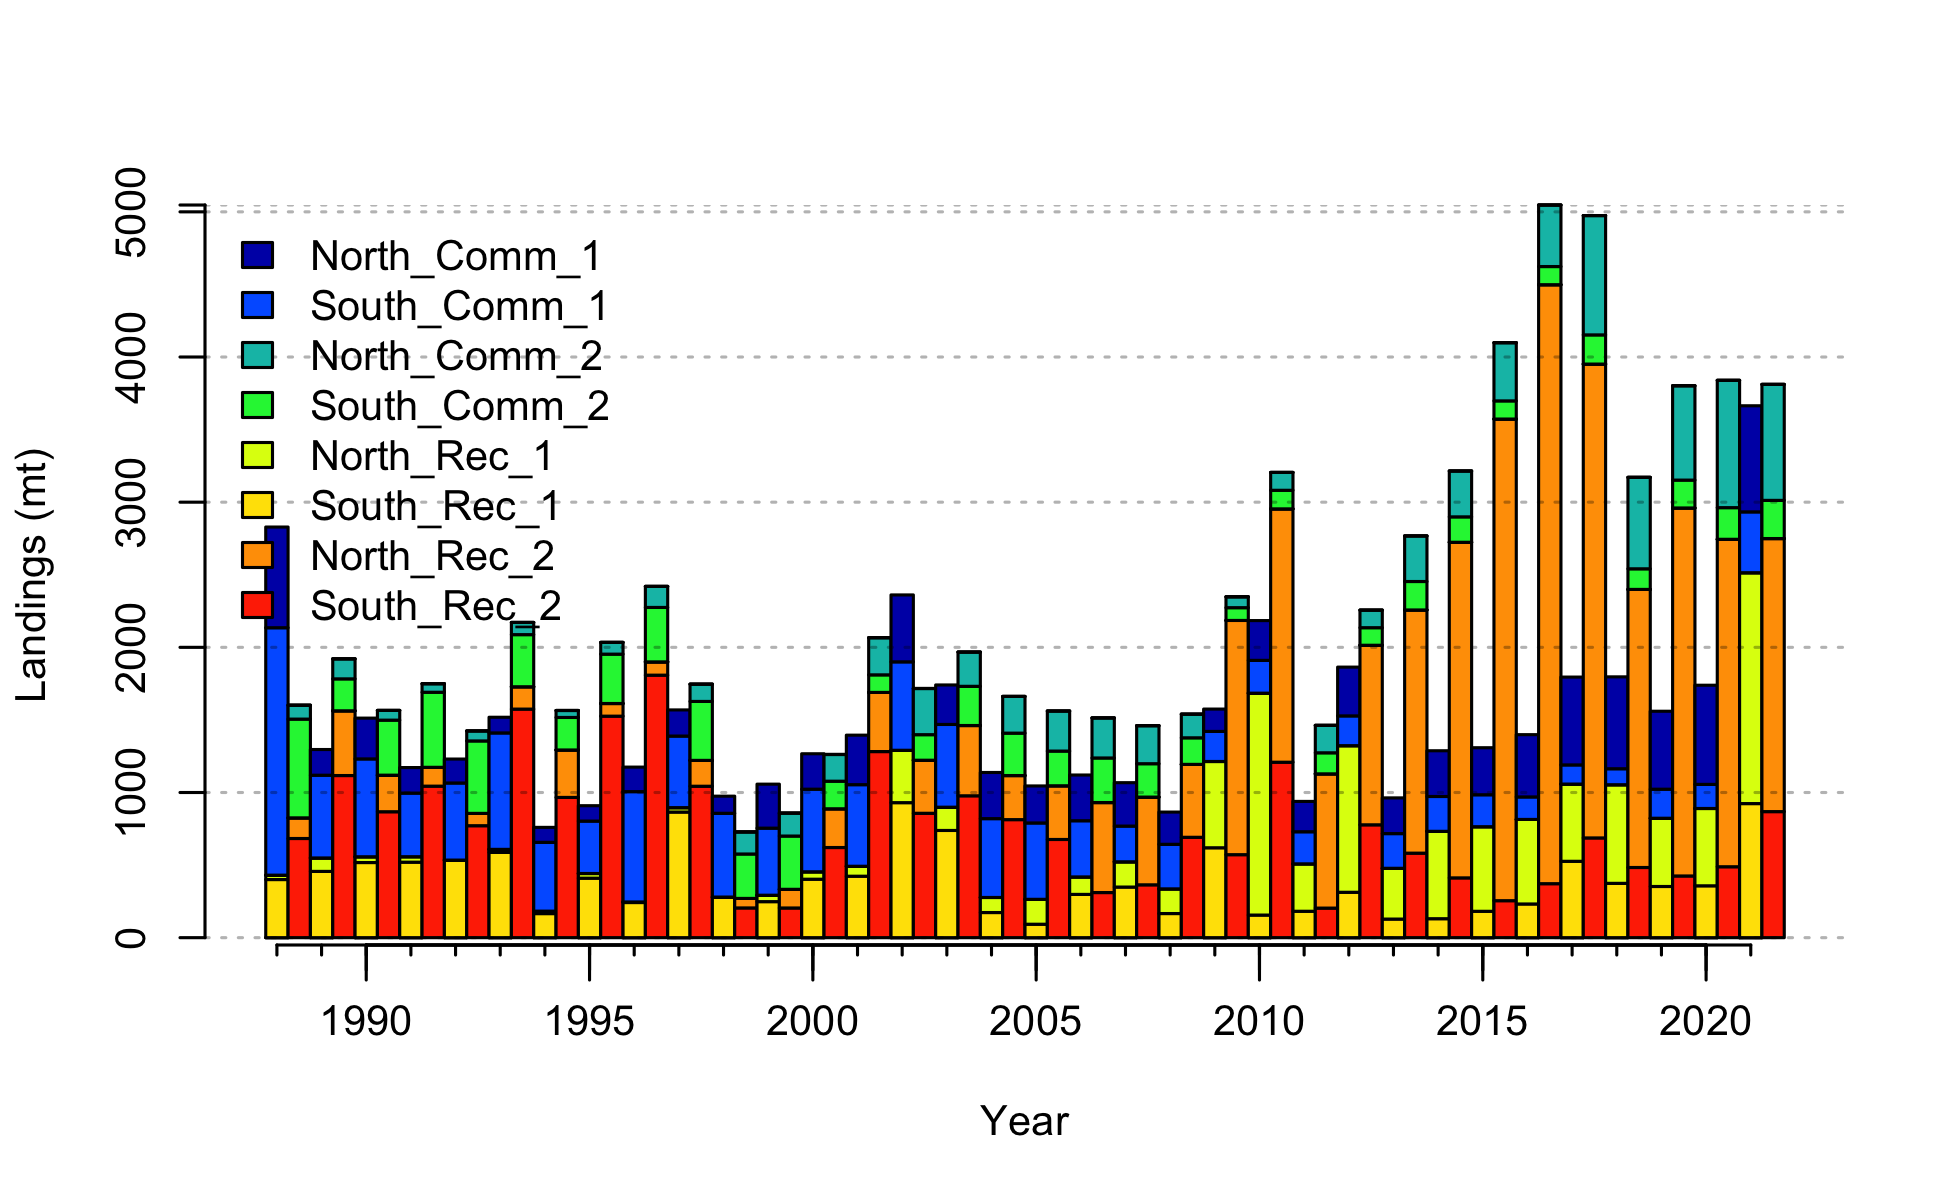 North_Comm_1
South_Comm_1
North_Comm_2
South_Comm_2
North_Rec_1
South_Rec_1
North_Rec_2
South_Rec_2
Landings (mt)
5000
4000
3000
2000
1000
0
1990 1995 2000 2005 2010 2015 2020
Year